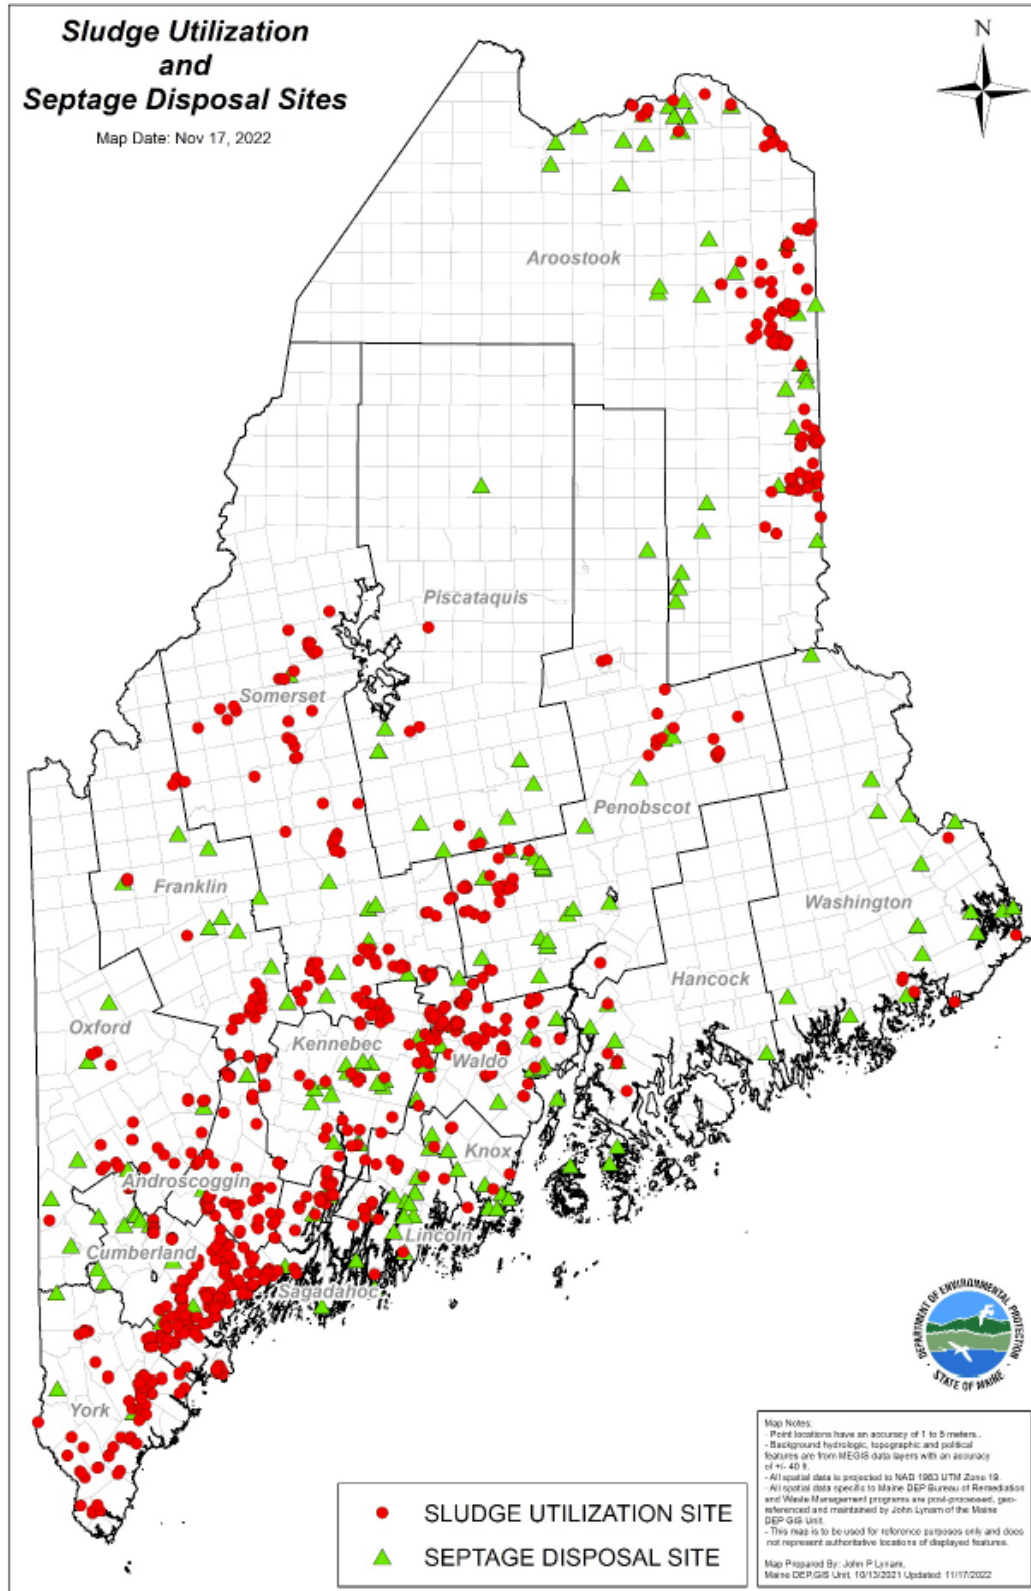 Sludge Utilization
and
Septage Disposal Sites
Map Date: Nov 17, 2022
N
Aroostook
Piscataquis
Somerset
Penobscot
Franklin
Washington
Hancock
Oxford
Kennebec
Waldo
Knox
Androscoggin
Lincoln
Cumberland
Sagadahoc
York
DEPARTMENT OF ENVIRONMENTAL PROTECTION
STATE OF MAINE
SLUDGE UTILIZATION SITE
SEPTAGE DISPOSAL SITE
Map Notes:
- Point locations have an accuracy of 1 to 5 meters..
- Background hydrologic, topographic and political
features are from MEGIS data layers with an accuracy
of +/- 40 ft.
- All spatial data is projected to NAD 1983 UTM Zone 19.
- All spatial data specific to Maine DEP Bureau of Remediation
and Waste Management programs are post-processed, geo-
referenced and maintained by John Lynam of the Maine
DEP GIS Unit.
- This map is to be used for reference purposes only and does
not represent authoritative locations of displayed features.
Map Prepared By: John P Lynam,
Maine DEP,GIS Unit, 10/13/2021 Updated: 11/17/2022